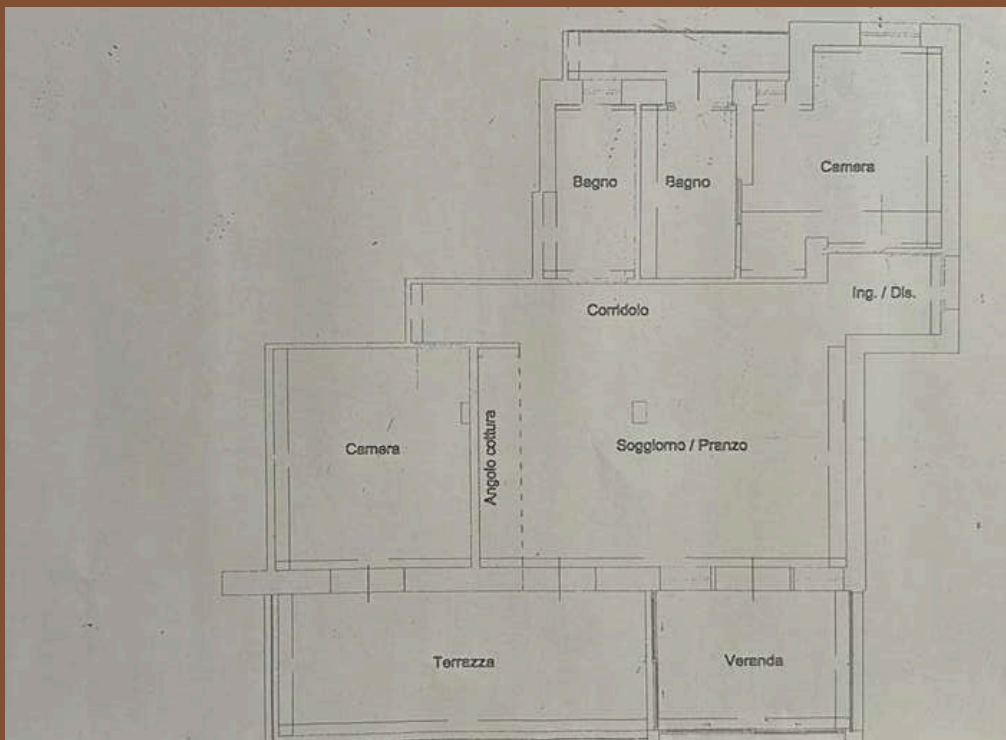 Bagno
Bagno
Camera
Ing. / Dis.
Corridoio
Camera
Angolo cottura
Soggiorno / Pranzo
Terrazza
Veranda